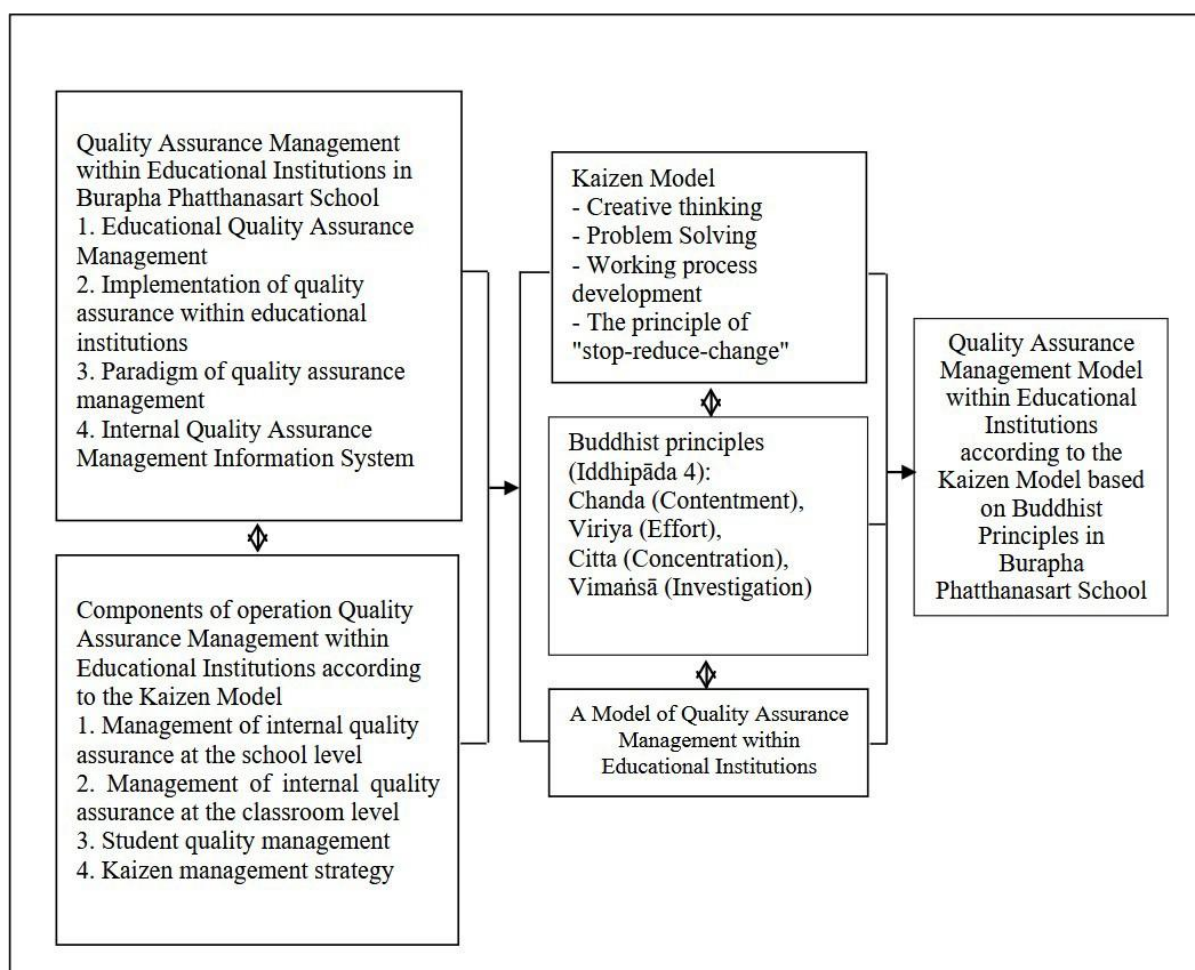 Quality Assurance Management
within Educational Institutions in
Burapha Phatthanasart School
1. Educational Quality Assurance
Management
2. Implementation of quality
assurance within educational
institutions
3. Paradigm of quality assurance
management
4. Internal Quality Assurance
Management Information System
Components of operation Quality
Assurance Management within
Educational Institutions according
to the Kaizen Model
1. Management of internal quality
assurance at the school level
2. Management of internal quality
assurance at the classroom level
3. Student quality management
4. Kaizen management strategy
Kaizen Model
- Creative thinking
- Problem Solving
- Working process
development
- The principle of
"stop-reduce-change"
Buddhist principles
(Iddhipāda 4):
Chanda (Contentment),
Viriya (Effort),
Citta (Concentration),
Vimaṅsā (Investigation)
A Model of Quality Assurance
Management within
Educational Institutions
Quality Assurance
Management Model
within Educational
Institutions
according to the
Kaizen Model based
on Buddhist
Principles in
Burapha
Phatthanasart School